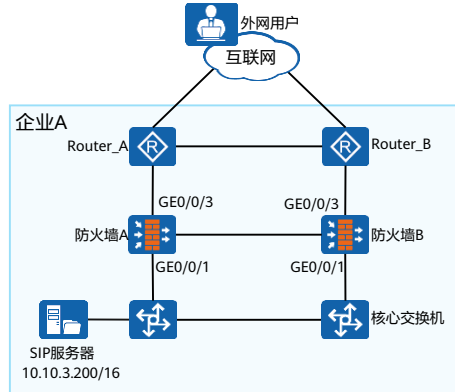 外网用户
互联网
企业A
Router_A
Router_B
GE0/0/3
GE0/0/3
防火墙A
防火墙B
GE0/0/1
GE0/0/1
核心交换机
SIP服务器
10.10.3.200/16